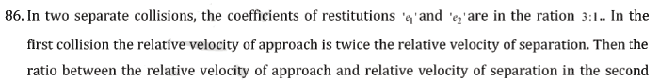 86. In two separate collisions, the coefficients of restitutions 'e₁' and 'e₂' are in the ration 3:1.. In the
first collision the relative velocity of approach is twice the relative velocity of separation. Then the
ratio between the relative velocity of approach and relative velocity of separation in the second